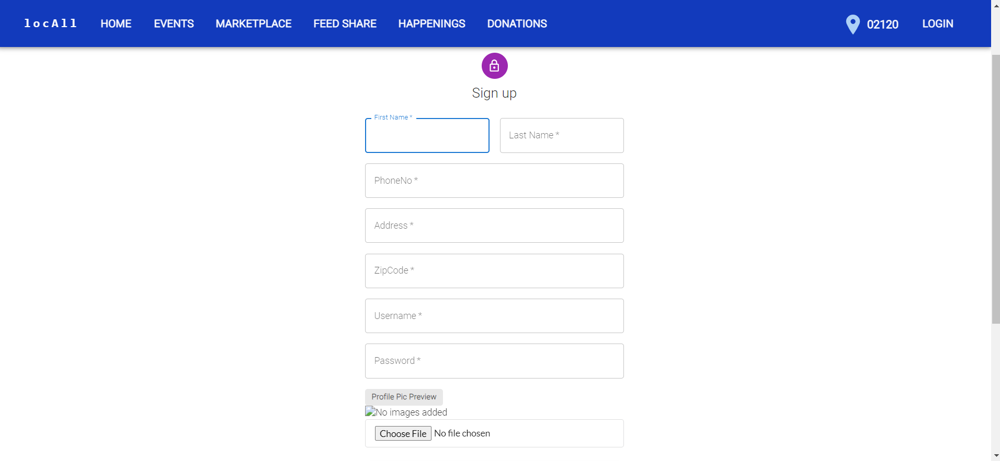 locAll HOME EVENTS MARKETPLACE FEED SHARE HAPPENINGS DONATIONS 02120 LOGIN
Sign up
First Name *
Last Name *
PhoneNo *
Address *
ZipCode *
Username *
Password *
Profile Pic Preview
No images added
Choose File No file chosen